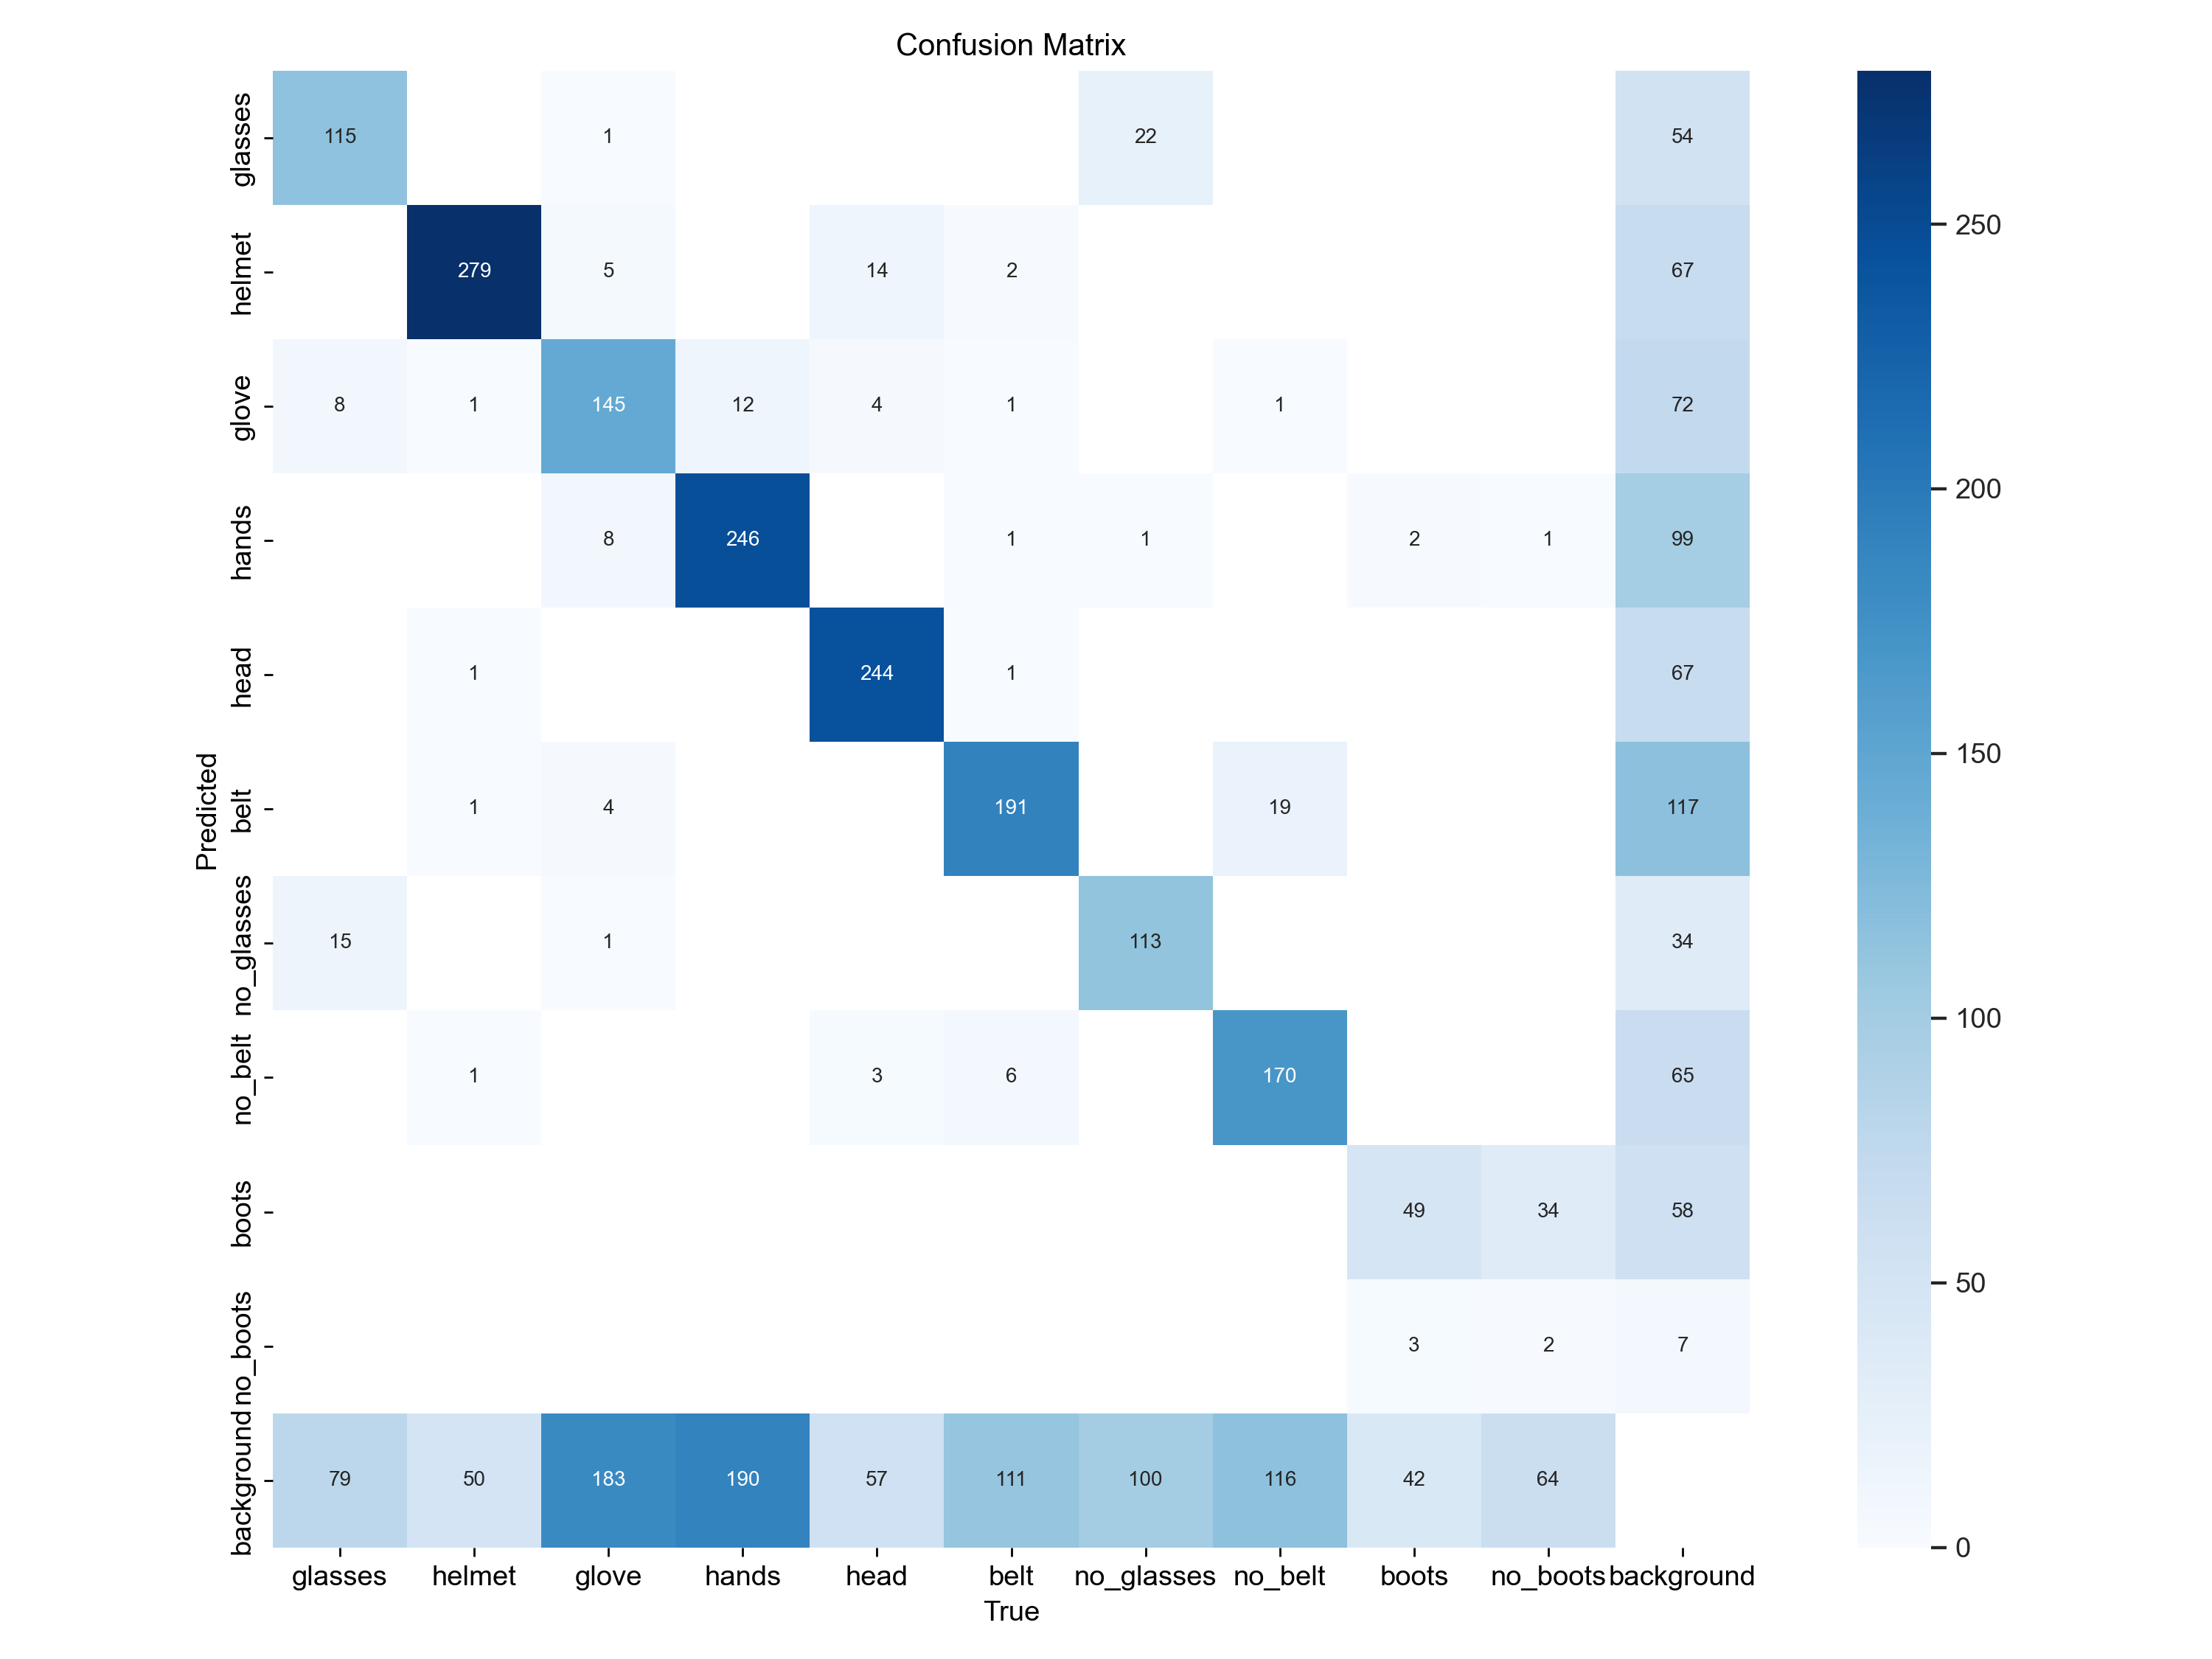 Confusion Matrix
Predicted
glasses 115 1 22 54
helmet 279 5 14 2 67
glove 8 1 145 12 4 1 1 72
hands 8 246 1 1 2 1 99
head 1 244 1 67
belt 1 4 191 19 117
no_glasses 15 1 113 34
no_belt 1 3 6 170 65
boots 49 34 58
no_boots 3 2 7
background 79 50 183 190 57 111 100 116 42 64
glasses helmet glove hands head belt no_glasses no_belt boots no_boots background
True
250
200
150
100
50
0